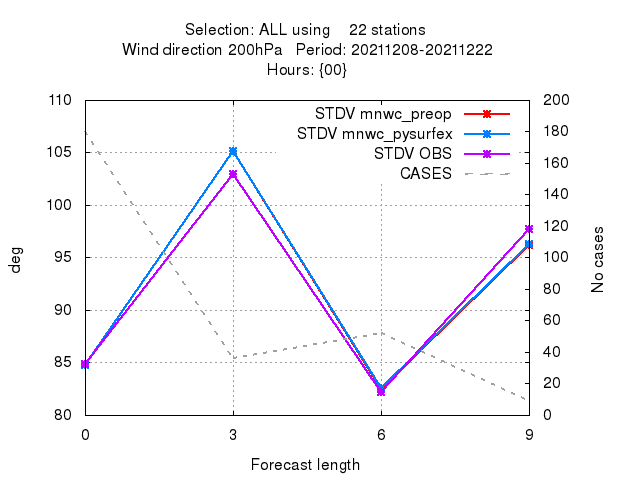 Selection: ALL using    22 stations
Wind direction 200hPa   Period: 20211208-20211222
Hours: {00}
110
105
100
95
90
85
80
200
180
160
140
120
100
80
60
40
20
0
STDV mnwc_preop
STDV mnwc_pysurfex
STDV OBS
CASES
deg
No cases
0
3
6
9
Forecast length